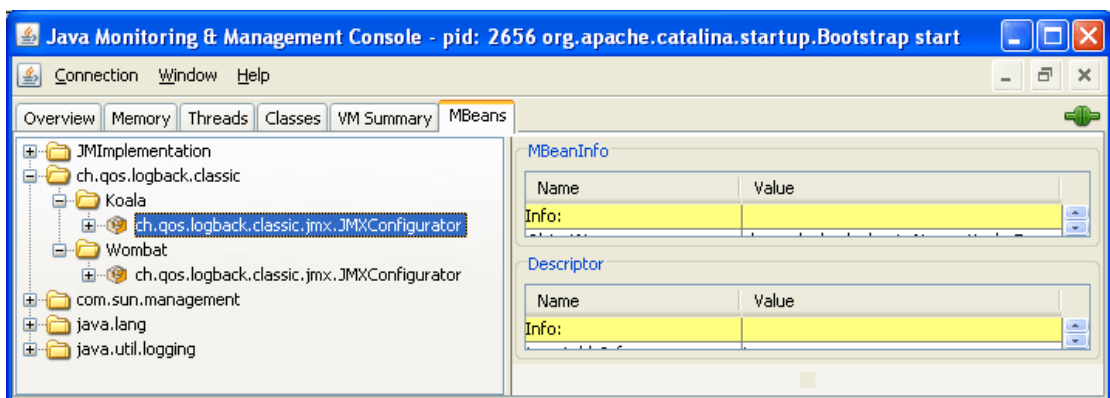 Java Monitoring & Management Console - pid: 2656 org.apache.catalina.startup.Bootstrap start
Connection Window Help
Overview Memory Threads Classes VM Summary MBeans
JMImplementation
ch.qos.logback.classic
Koala
ch.qos.logback.classic.jmx.JMXConfigurator
Wombat
ch.qos.logback.classic.jmx.JMXConfigurator
com.sun.management
java.lang
java.util.logging
MBeanInfo
Name Value
Info:
Descriptor
Name Value
Info: